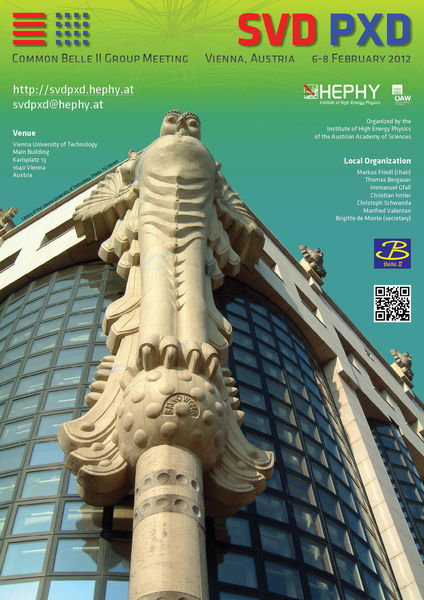 SVD PXD
COMMON BELLE II GROUP MEETING VIENNA, AUSTRIA 6-8 FEBRUARY 2012
http://svdpxd.hephy.at
svdpxd@hephy.at
HEPHY
Institute of High Energy Physics
ÖAW
Organized by the
Institute of High Energy Physics
of the Austrian Academy of Sciences
Venue
Vienna University of Technology
Main Building
Karlsplatz 13
1040 Vienna
Austria
Local Organization
Markus Friedl (chair)
Thomas Bergauer
Immanuel Gfall
Christian Irmler
Christoph Schwanda
Manfred Valentan
Brigitte de Monte (secretary)
B
Belle II